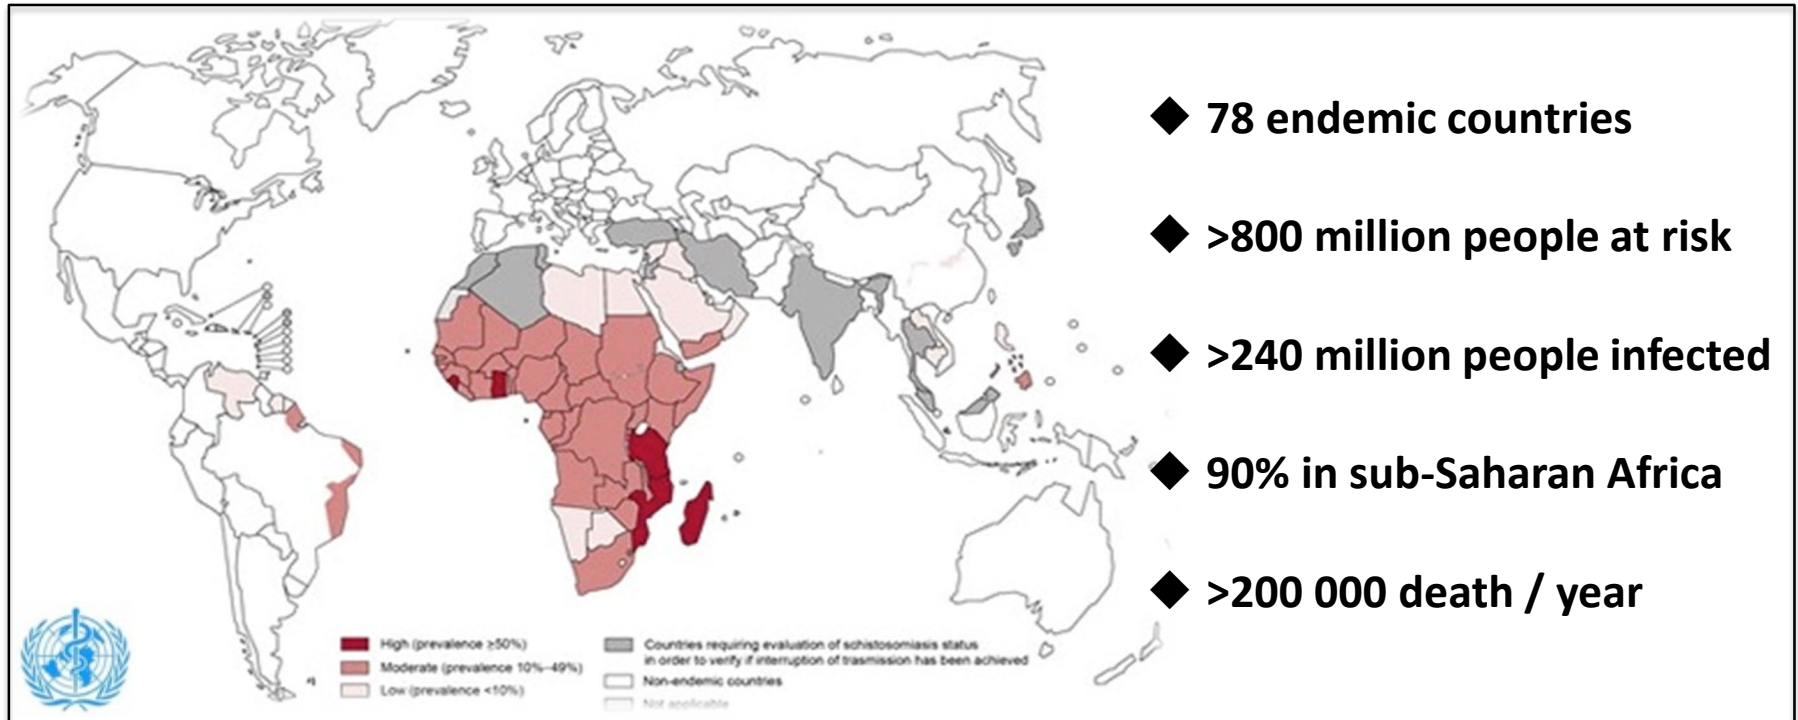 78 endemic countries
>800 million people at risk
>240 million people infected
90% in sub-Saharan Africa
>200 000 death / year
High (prevalence ≥50%)
Moderate (prevalence 10%–49%)
Low (prevalence <10%)
Countries requiring evaluation of schistosomiasis status
in order to verify if interruption of trasmission has been achieved
Non-endemic countries
Not applicable